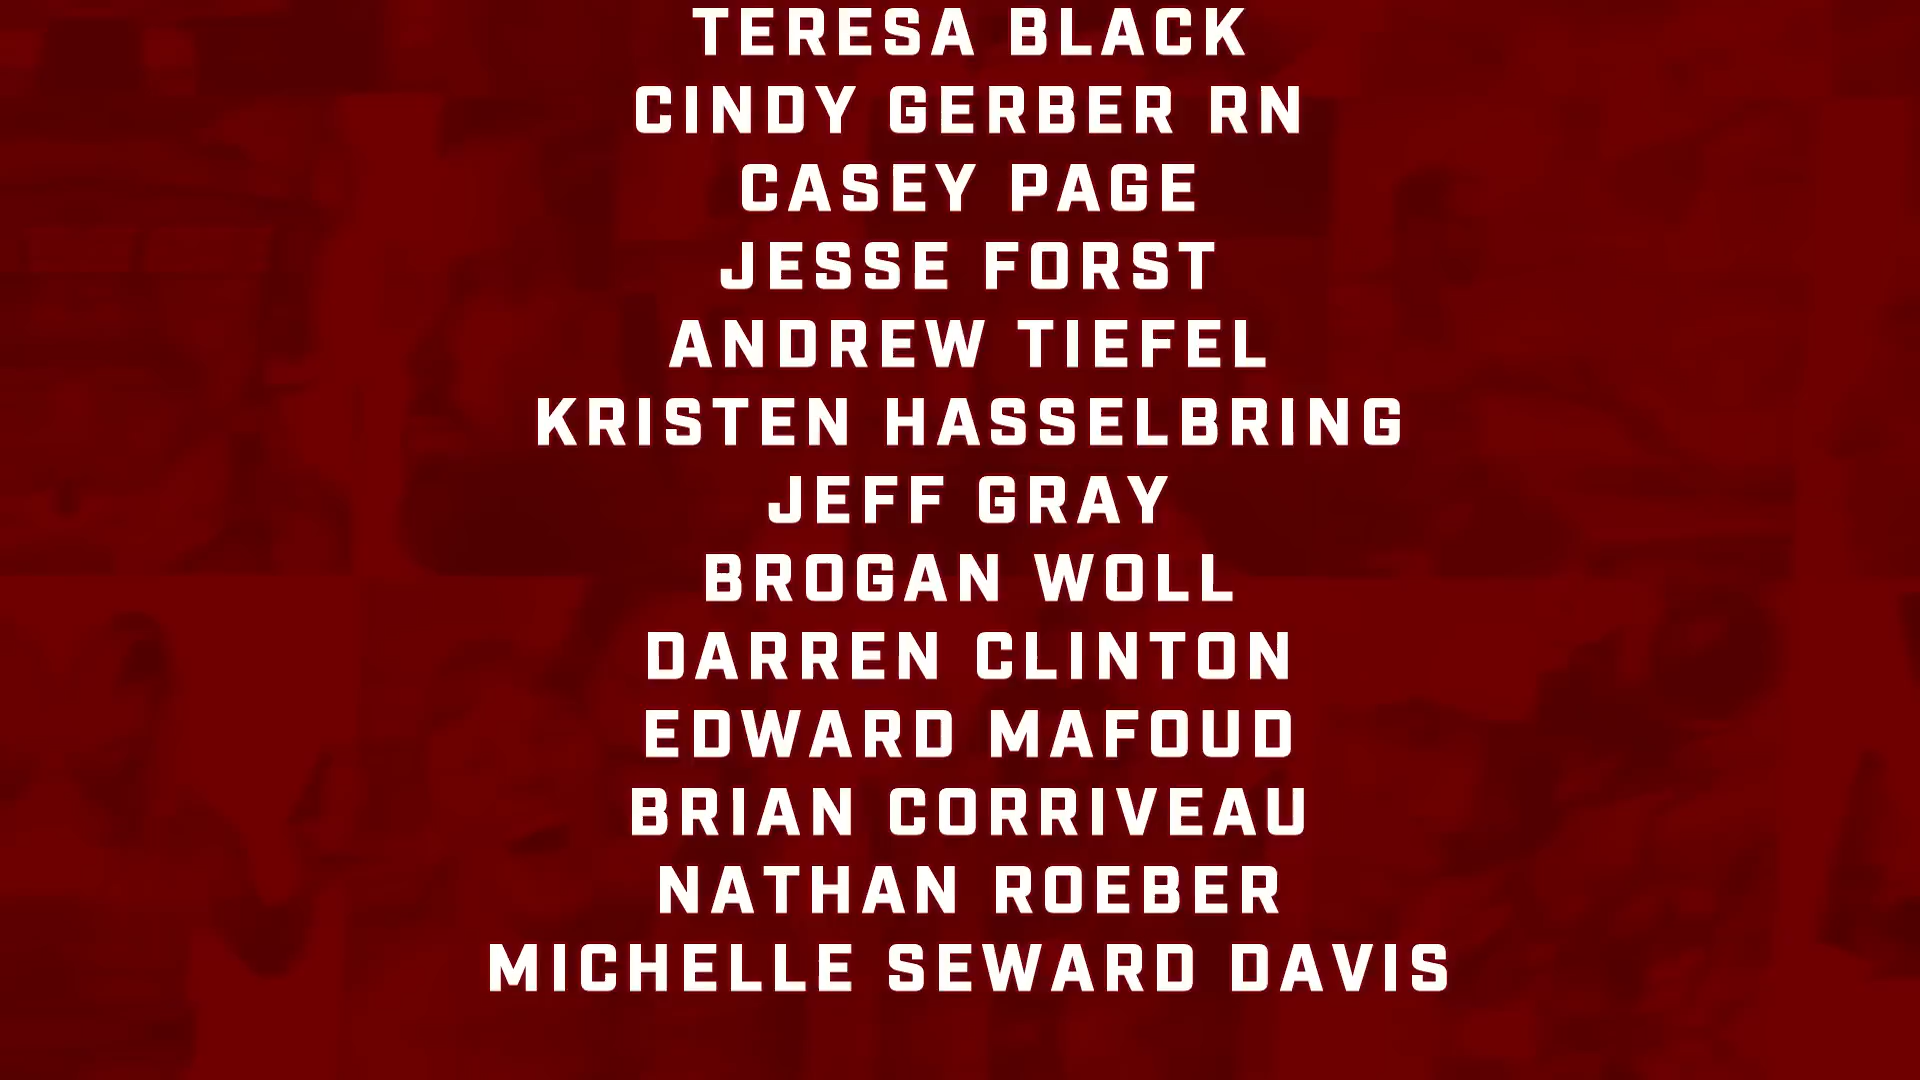 TERESA BLACK
CINDY GERBER RN
CASEY PAGE
JESSE FORST
ANDREW TIEFEL
KRISTEN HASSELBRING
JEFF GRAY
BROGAN WOLL
DARREN CLINTON
EDWARD MAFOUD
BRIAN CORRIVEAU
NATHAN ROEBER
MICHELLE SEWARD DAVIS